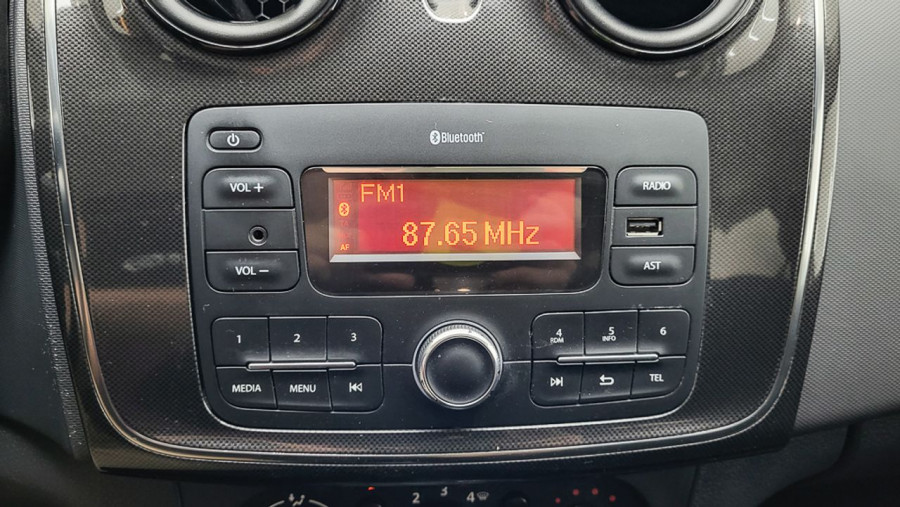 Bluetooth
VOL +
RADIO
FM1
87.65 MHz
AF
VOL −
AST
1
2
3
4
RDM
5
INFO
6
MEDIA
MENU
TEL
2
3
4